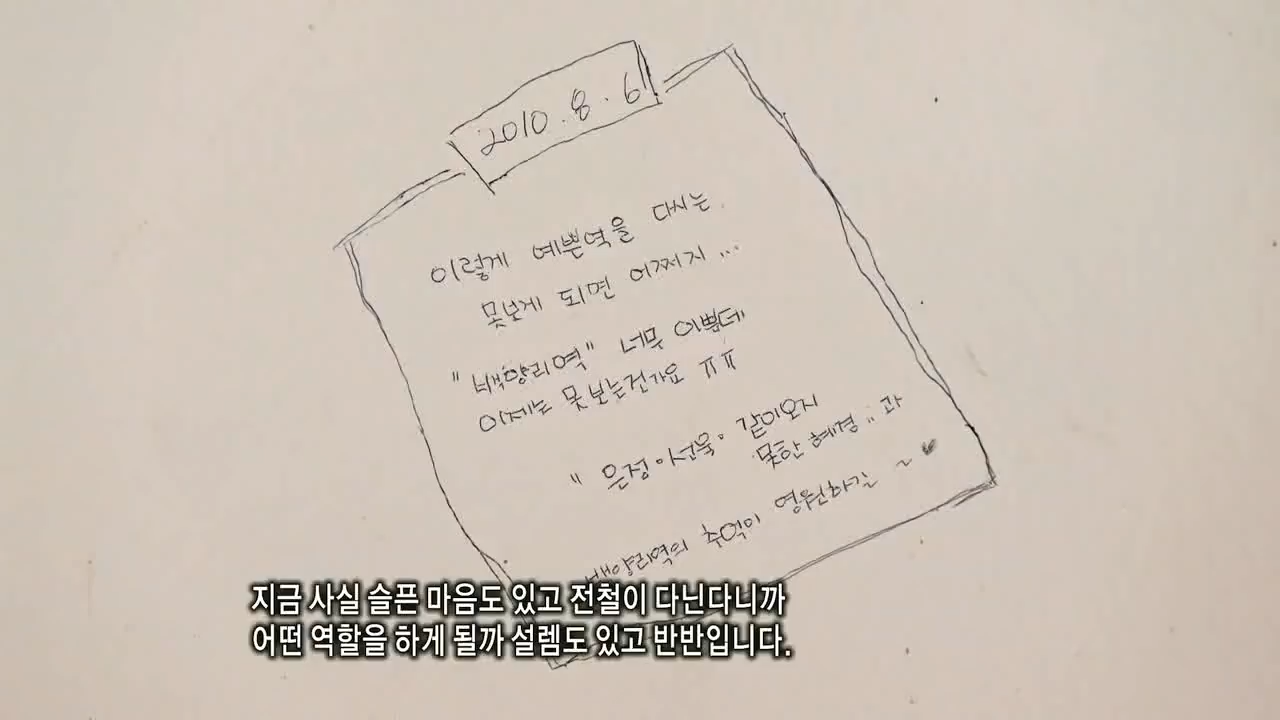 2010. 8. 6
이렇게 예쁜역을 다시는
못보게 되면 어쩌지...
"백양리역" 너무 이쁜데
이제는 못보는건가요 ㅠㅠ
같이오지
못한 혜경" 과
백양리역의 추억이 영원하길 ~ ♥
지금 사실 슬픈 마음도 있고 전철이 다닌다니까
어떤 역할을 하게 될까 설렘도 있고 반반입니다.